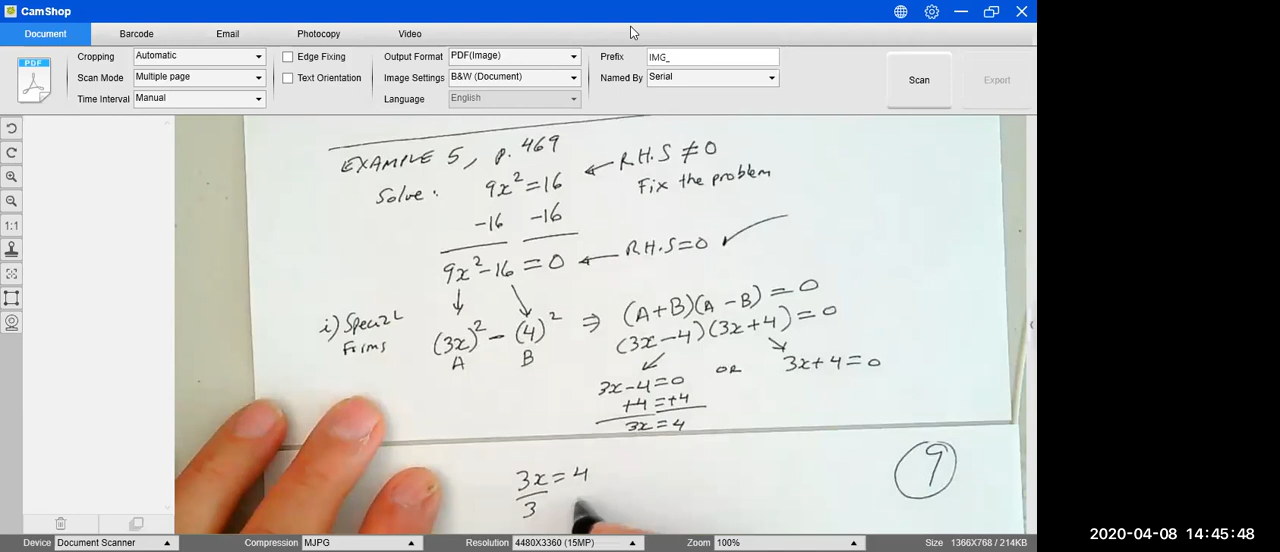 CamShop
Document Barcode Email Photocopy Video
PDF
Cropping Automatic Edge Fixing Output Format PDF(Image) Prefix IMG_
Scan Mode Multiple page Text Orientation Image Settings B&W (Document) Named By Serial Scan Export
Time Interval Manual Language English
1:1
EXAMPLE 5, p. 469
← R.H.S ≠ 0
Solve: 9x² = 16
Fix the problem
-16 -16
9x² - 16 = 0 ← R.H.S = 0 ✓
i) Special
Forms
(3x)² - (4)² ⇒ (A+B)(A-B) = 0
A B
(3x-4)(3x+4) = 0
3x-4=0 OR 3x+4=0
+4=+4
3x=4
3x=4
3
9
Device Document Scanner Compression MJPG Resolution 4480X3360 (15MP) Zoom 100% Size 1366X768 / 214KB
2020-04-08 14:45:48